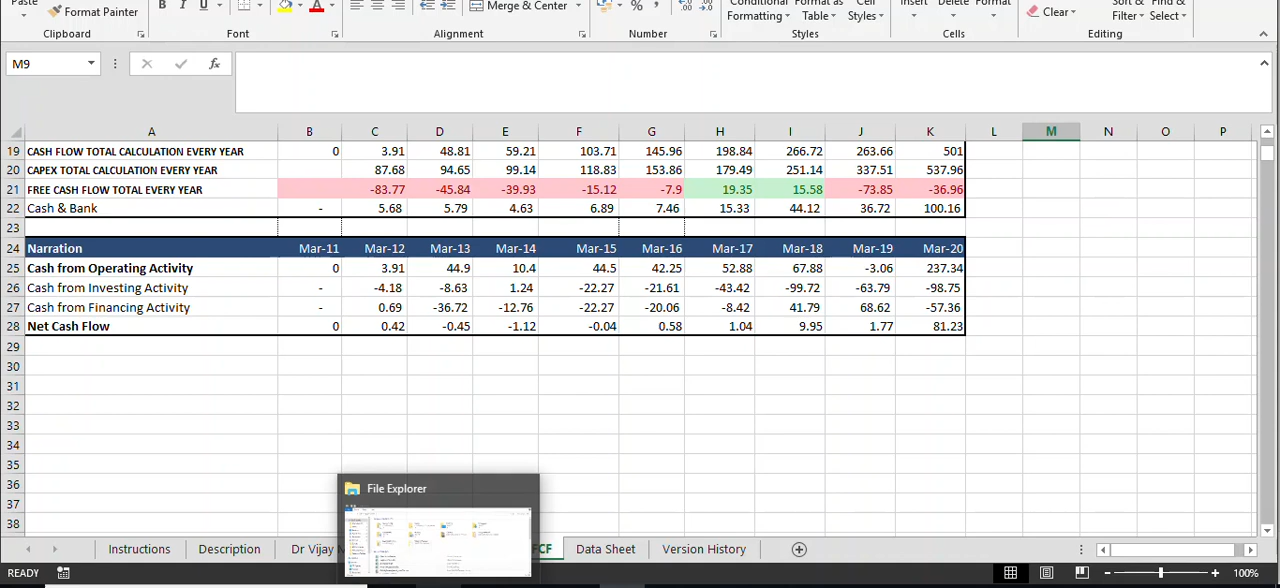 Paste Format Painter B I U A Merge & Center % , Conditional Format as Cell Insert Delete Format Clear Sort & Find &
Formatting Table Styles Filter Select
Clipboard Font Alignment Number Styles Cells Editing
M9 fx
A B C D E F G H I J K L M N O P
19 CASH FLOW TOTAL CALCULATION EVERY YEAR 0 3.91 48.81 59.21 103.71 145.96 198.84 266.72 263.66 501
20 CAPEX TOTAL CALCULATION EVERY YEAR 87.68 94.65 99.14 118.83 153.86 179.49 251.14 337.51 537.96
21 FREE CASH FLOW TOTAL EVERY YEAR -83.77 -45.84 -39.93 -15.12 -7.9 19.35 15.58 -73.85 -36.96
22 Cash & Bank - 5.68 5.79 4.63 6.89 7.46 15.33 44.12 36.72 100.16
23
24 Narration Mar-11 Mar-12 Mar-13 Mar-14 Mar-15 Mar-16 Mar-17 Mar-18 Mar-19 Mar-20
25 Cash from Operating Activity 0 3.91 44.9 10.4 44.5 42.25 52.88 67.88 -3.06 237.34
26 Cash from Investing Activity - -4.18 -8.63 1.24 -22.27 -21.61 -43.42 -99.72 -63.79 -98.75
27 Cash from Financing Activity - 0.69 -36.72 -12.76 -22.27 -20.06 -8.42 41.79 68.62 -57.36
28 Net Cash Flow 0 0.42 -0.45 -1.12 -0.04 0.58 1.04 9.95 1.77 81.23
29
30
31
32
33
34
35
36
37
38
File Explorer
Instructions Description Dr Vijay FCF Data Sheet Version History
READY 100%